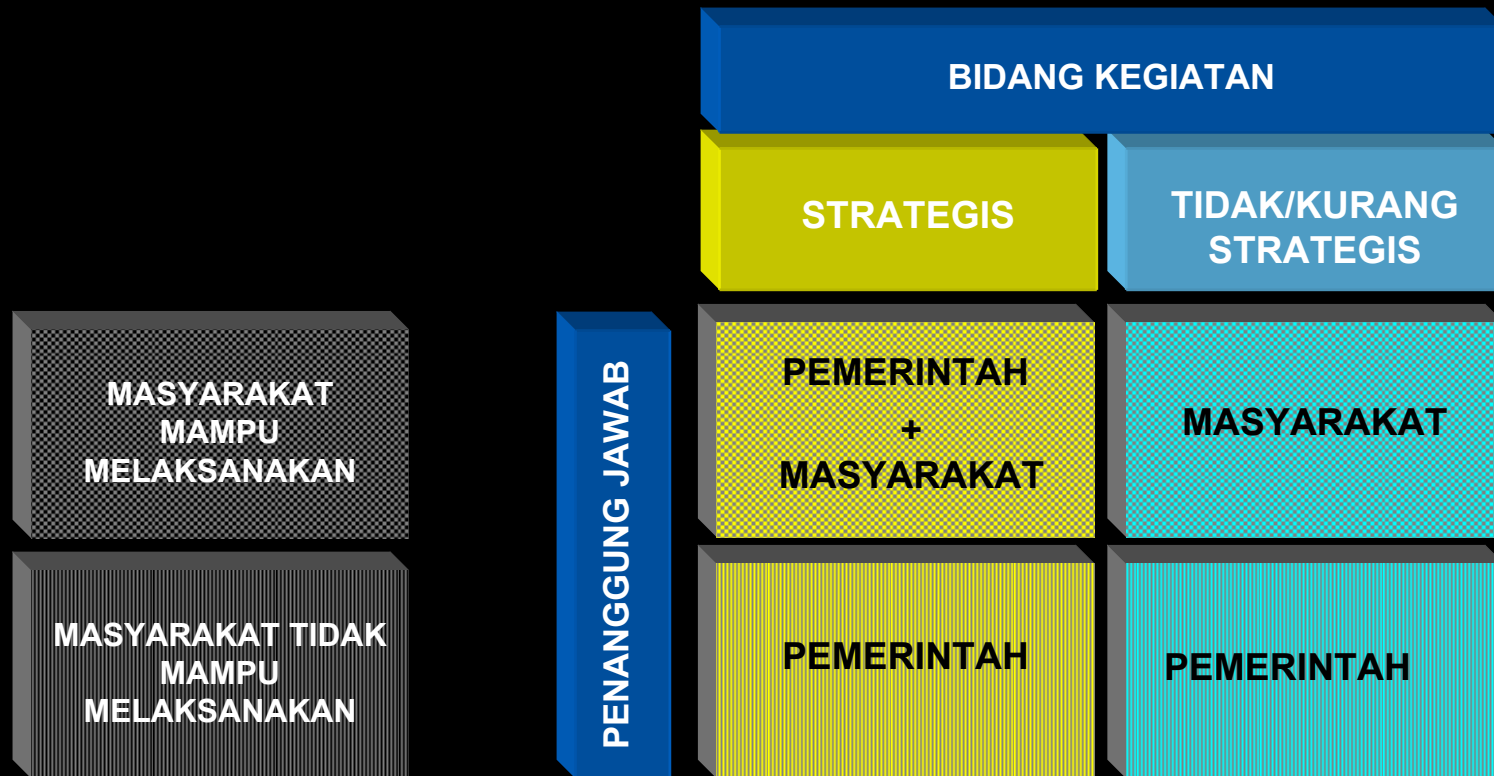 BIDANG KEGIATAN
STRATEGIS
TIDAK/KURANG
STRATEGIS
MASYARAKAT
MAMPU
MELAKSANAKAN
PENANGGUNG JAWAB
PEMERINTAH
+
MASYARAKAT
MASYARAKAT
MASYARAKAT TIDAK
MAMPU
MELAKSANAKAN
PEMERINTAH
PEMERINTAH